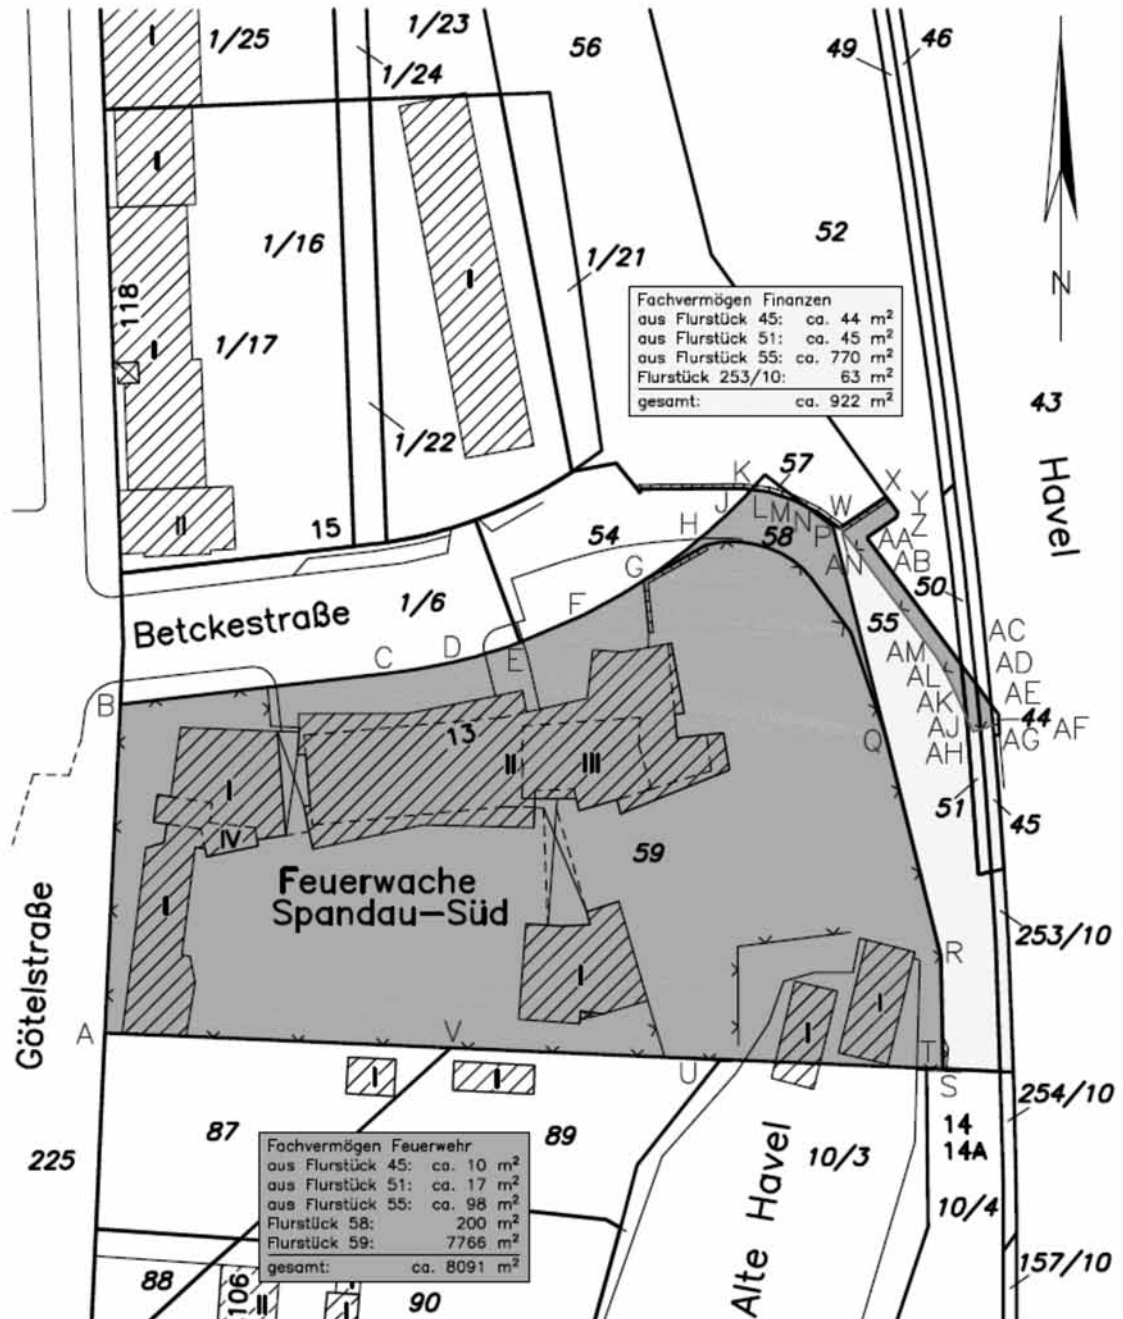 1/25
1/23
1/24
56
49
46
I
I
1/16
52
1/21
I
N
118
I
1/17
Fachvermögen Finanzen
aus Flurstück 45: ca. 44 m²
aus Flurstück 51: ca. 45 m²
aus Flurstück 55: ca. 770 m²
Flurstück 253/10: 63 m²
gesamt: ca. 922 m²
43
Havel
1/22
57
K
J
L
M
N
P
W
X
Y
Z
II
15
H
54
58
AA
AB
AN
G
50
Betckestraße
1/6
F
55
AC
D
C
E
AM
AD
AL
B
AK
AE
44
AF
AJ
AG
AH
13
II
III
Q
I
51
45
IV
59
Feuerwache
Spandau–Süd
I
Götelstraße
253/10
R
I
I
I
A
V
T
U
S
I
I
254/10
14
14A
87
89
225
10/3
Alte Havel
10/4
Fachvermögen Feuerwehr
aus Flurstück 45: ca. 10 m²
aus Flurstück 51: ca. 17 m²
aus Flurstück 55: ca. 98 m²
Flurstück 58: 200 m²
Flurstück 59: 7766 m²
gesamt: ca. 8091 m²
157/10
88
106
II
I
I
90